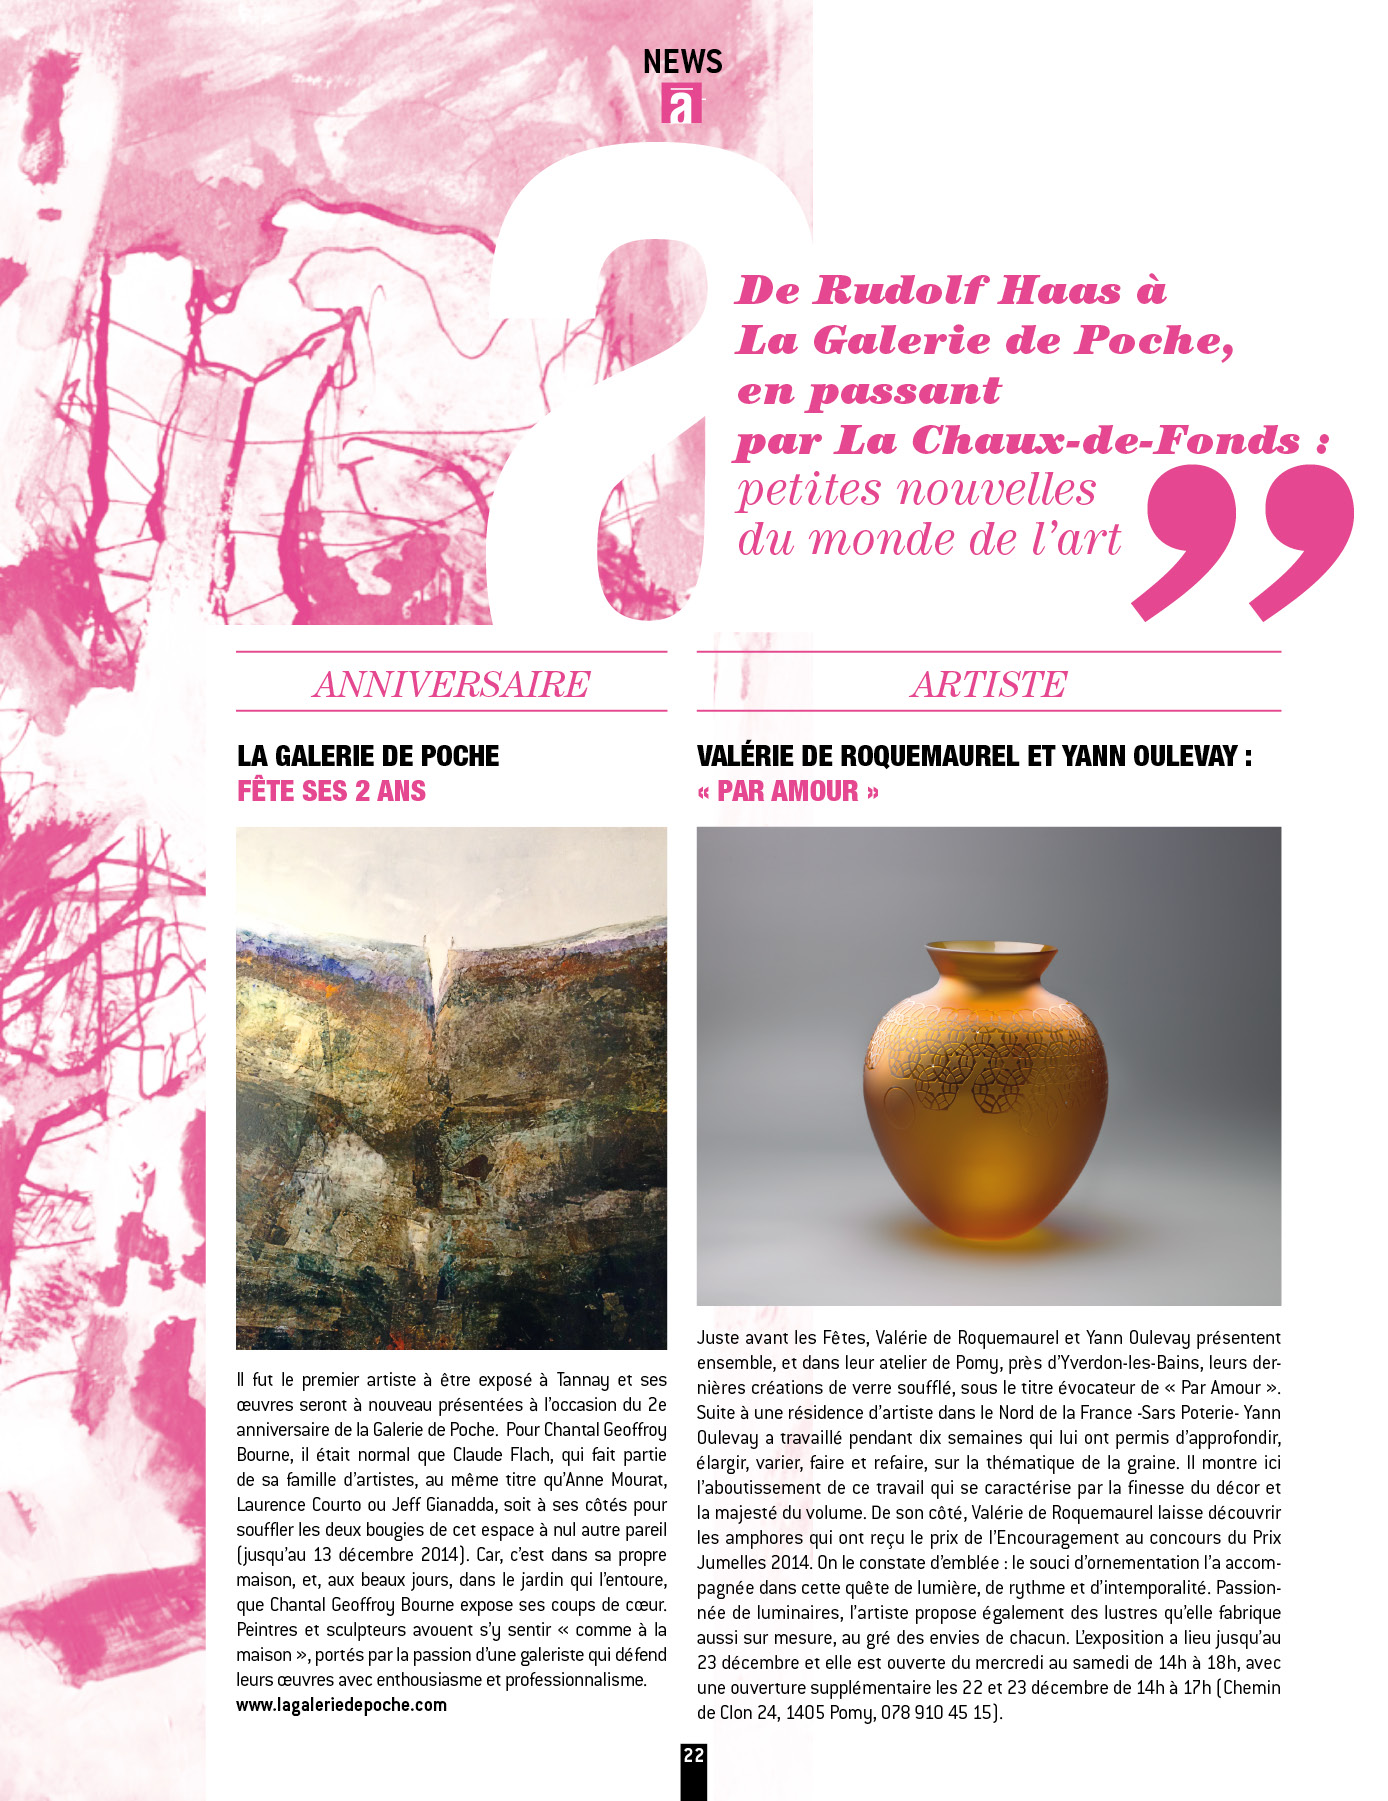 NEWS
a
De Rudolf Haas à
La Galerie de Poche,
en passant
par La Chaux-de-Fonds :
petites nouvelles
du monde de l’art
”
ANNIVERSAIRE
LA GALERIE DE POCHE
FÊTE SES 2 ANS
Il fut le premier artiste à être exposé à Tannay et ses
œuvres seront à nouveau présentées à l’occasion du 2e
anniversaire de la Galerie de Poche. Pour Chantal Geoffroy
Bourne, il était normal que Claude Flach, qui fait partie
de sa famille d’artistes, au même titre qu’Anne Mourat,
Laurence Courto ou Jeff Gianadda, soit à ses côtés pour
souffler les deux bougies de cet espace à nul autre pareil
(jusqu’au 13 décembre 2014). Car, c’est dans sa propre
maison, et, aux beaux jours, dans le jardin qui l’entoure,
que Chantal Geoffroy Bourne expose ses coups de cœur.
Peintres et sculpteurs avouent s’y sentir « comme à la
maison », portés par la passion d’une galeriste qui défend
leurs œuvres avec enthousiasme et professionnalisme.
www.lagaleriedepoche.com
ARTISTE
VALÉRIE DE ROQUEMAUREL ET YANN OULEVAY :
« PAR AMOUR »
Juste avant les Fêtes, Valérie de Roquemaurel et Yann Oulevay présentent
ensemble, et dans leur atelier de Pomy, près d’Yverdon-les-Bains, leurs der-
nières créations de verre soufflé, sous le titre évocateur de « Par Amour ».
Suite à une résidence d’artiste dans le Nord de la France -Sars Poterie- Yann
Oulevay a travaillé pendant dix semaines qui lui ont permis d’approfondir,
élargir, varier, faire et refaire, sur la thématique de la graine. Il montre ici
l’aboutissement de ce travail qui se caractérise par la finesse du décor et
la majesté du volume. De son côté, Valérie de Roquemaurel laisse découvrir
les amphores qui ont reçu le prix de l’Encouragement au concours du Prix
Jumelles 2014. On le constate d’emblée : le souci d’ornementation l’a accom-
pagnée dans cette quête de lumière, de rythme et d’intemporalité. Passion-
née de luminaires, l’artiste propose également des lustres qu’elle fabrique
aussi sur mesure, au gré des envies de chacun. L’exposition a lieu jusqu’au
23 décembre et elle est ouverte du mercredi au samedi de 14h à 18h, avec
une ouverture supplémentaire les 22 et 23 décembre de 14h à 17h (Chemin
de Clon 24, 1405 Pomy, 078 910 45 15).
22